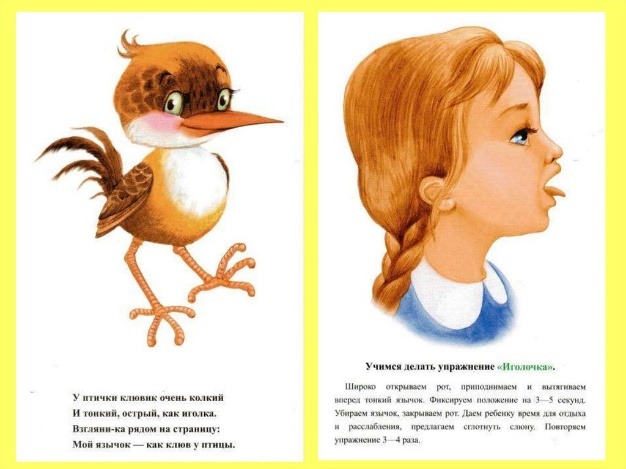 У птички клювик очень колкий
И тонкий, острый, как иголка.
Взгляни-ка рядом на страницу:
Мой язычок — как клюв у птицы.
Учимся делать упражнение «Иголочка».
Широко открываем рот, приподнимаем и вытягиваем
вперед тонкий язычок. Фиксируем положение на 3—5 секунд.
Убираем язычок, закрываем рот. Даем ребенку время для отдыха
и расслабления, предлагаем сглотнуть слюну. Повторяем
упражнение 3—4 раза.